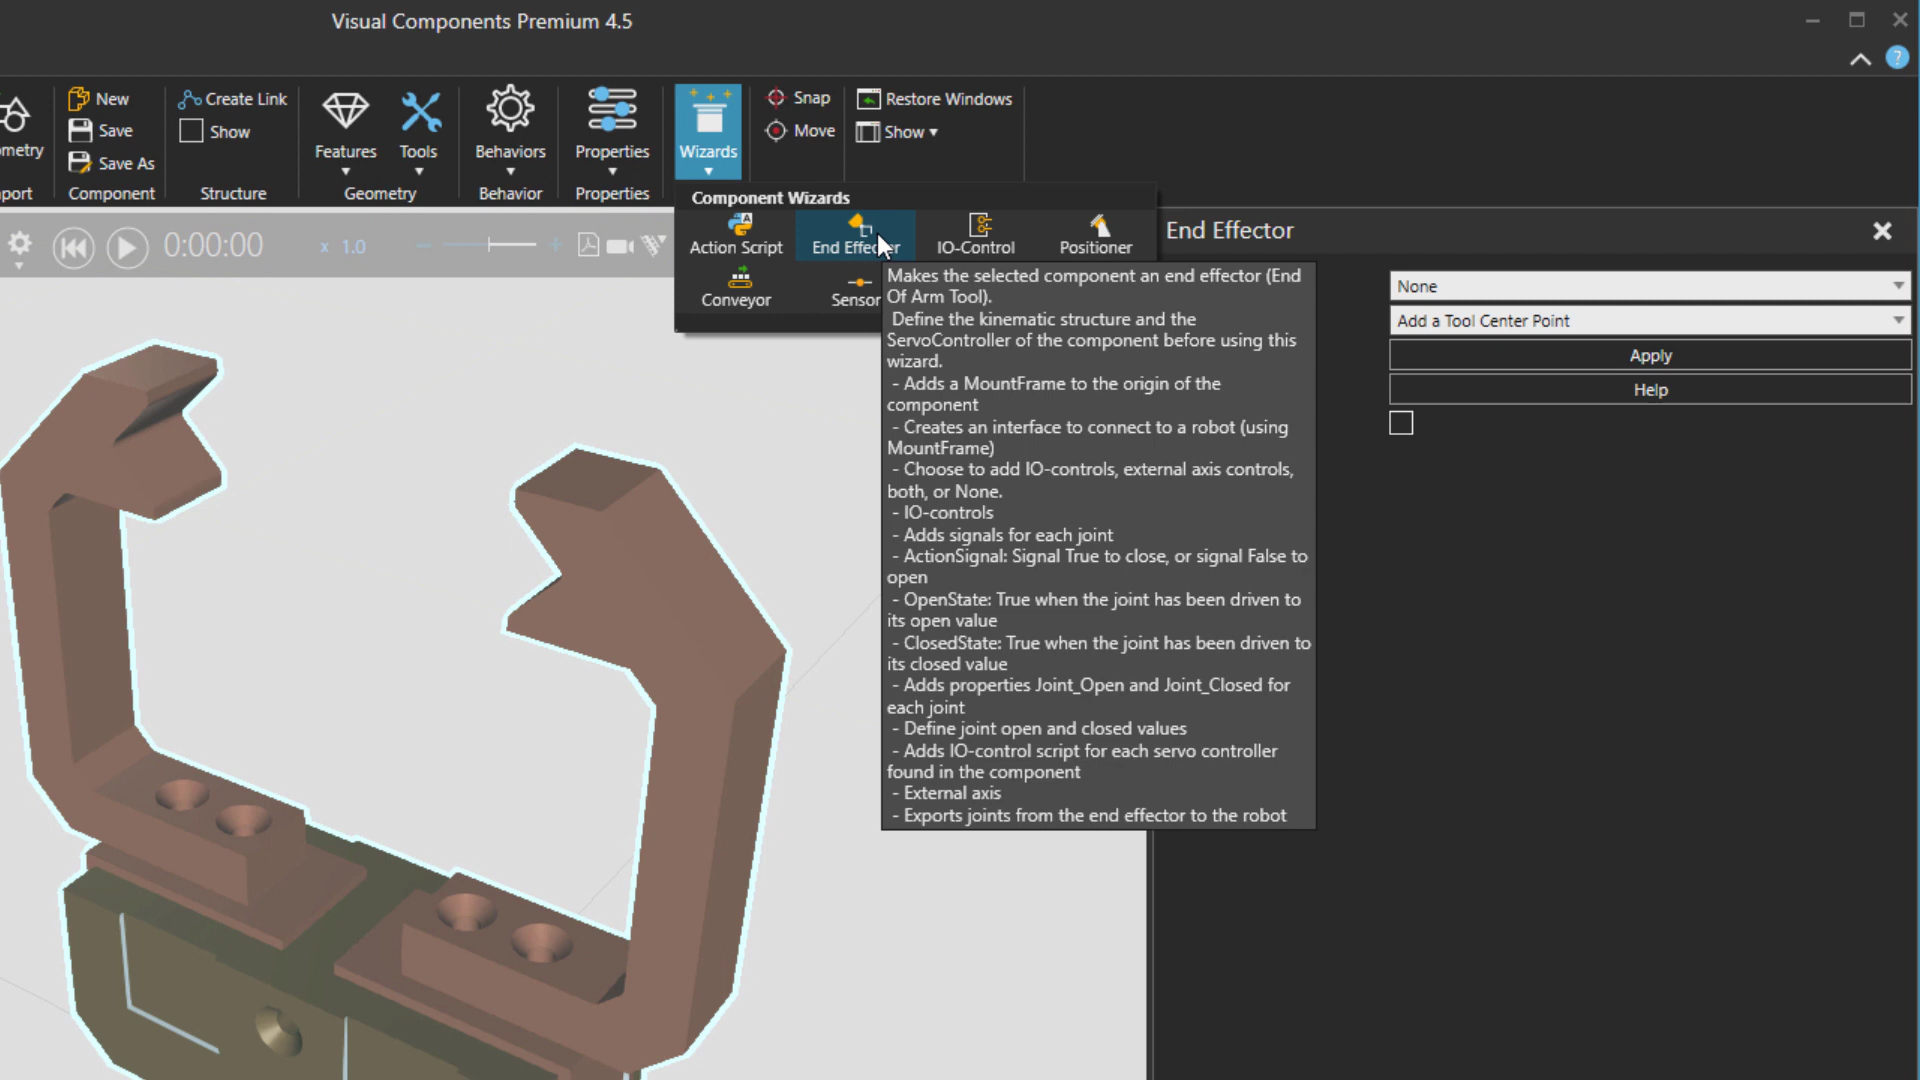 Visual Components Premium 4.5
New
Save
Save As
Component
Create Link
Show
Structure
Features
Tools
Geometry
Behaviors
Behavior
Properties
Properties
Wizards
Snap
Move
Restore Windows
Show
metry
port
0:00:00
x 1.0
Component Wizards
Action Script
End Effector
IO-Control
Positioner
Conveyor
Sensor
Makes the selected component an end effector (End
Of Arm Tool).
Define the kinematic structure and the
ServoController of the component before using this
wizard.
- Adds a MountFrame to the origin of the
component
- Creates an interface to connect to a robot (using
MountFrame)
- Choose to add IO-controls, external axis controls,
both, or None.
- IO-controls
- Adds signals for each joint
- ActionSignal: Signal True to close, or signal False to
open
- OpenState: True when the joint has been driven to
its open value
- ClosedState: True when the joint has been driven to
its closed value
- Adds properties Joint_Open and Joint_Closed for
each joint
- Define joint open and closed values
- Adds IO-control script for each servo controller
found in the component
- External axis
- Exports joints from the end effector to the robot
End Effector
None
Add a Tool Center Point
Apply
Help